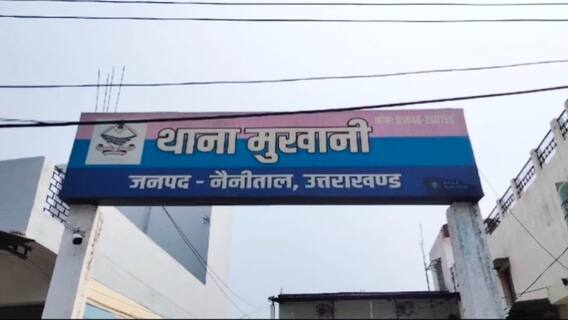 थाना मुखानी
जनपद - नैनीताल, उत्तराखण्ड